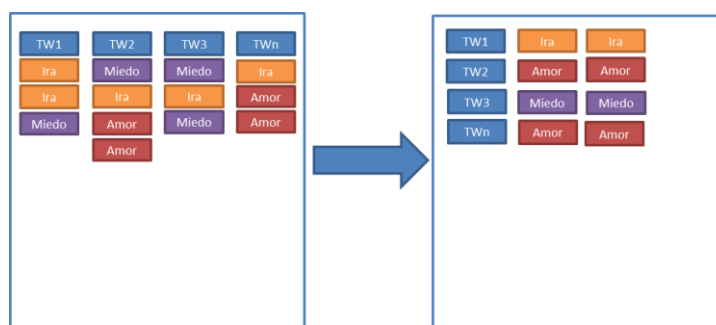 TW1 TW2 TW3 TWn
Ira Miedo Miedo Ira
Ira Ira Ira Amor
Miedo Amor Miedo Amor
Amor
TW1 Ira Ira
TW2 Amor Amor
TW3 Miedo Miedo
TWn Amor Amor